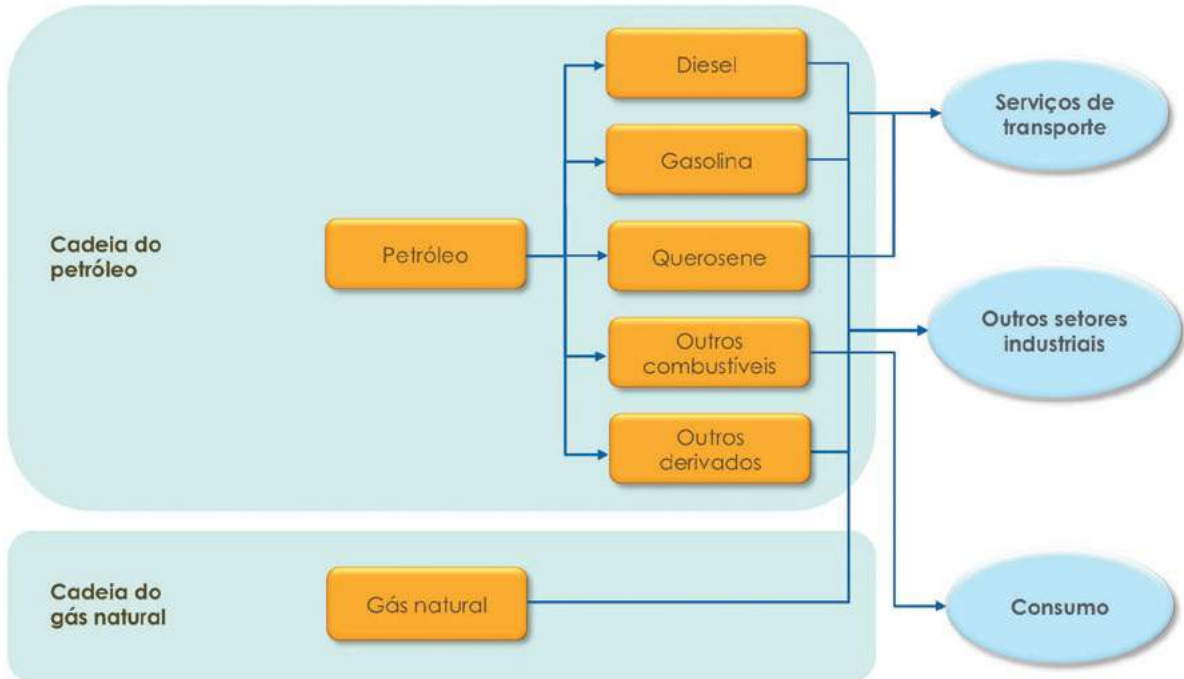 Diesel
Serviços de
transporte
Gasolina
Cadeia do
petróleo
Petróleo
Querosene
Outros
combustíveis
Outros setores
industriais
Outros
derivados
Cadeia do
gás natural
Gás natural
Consumo